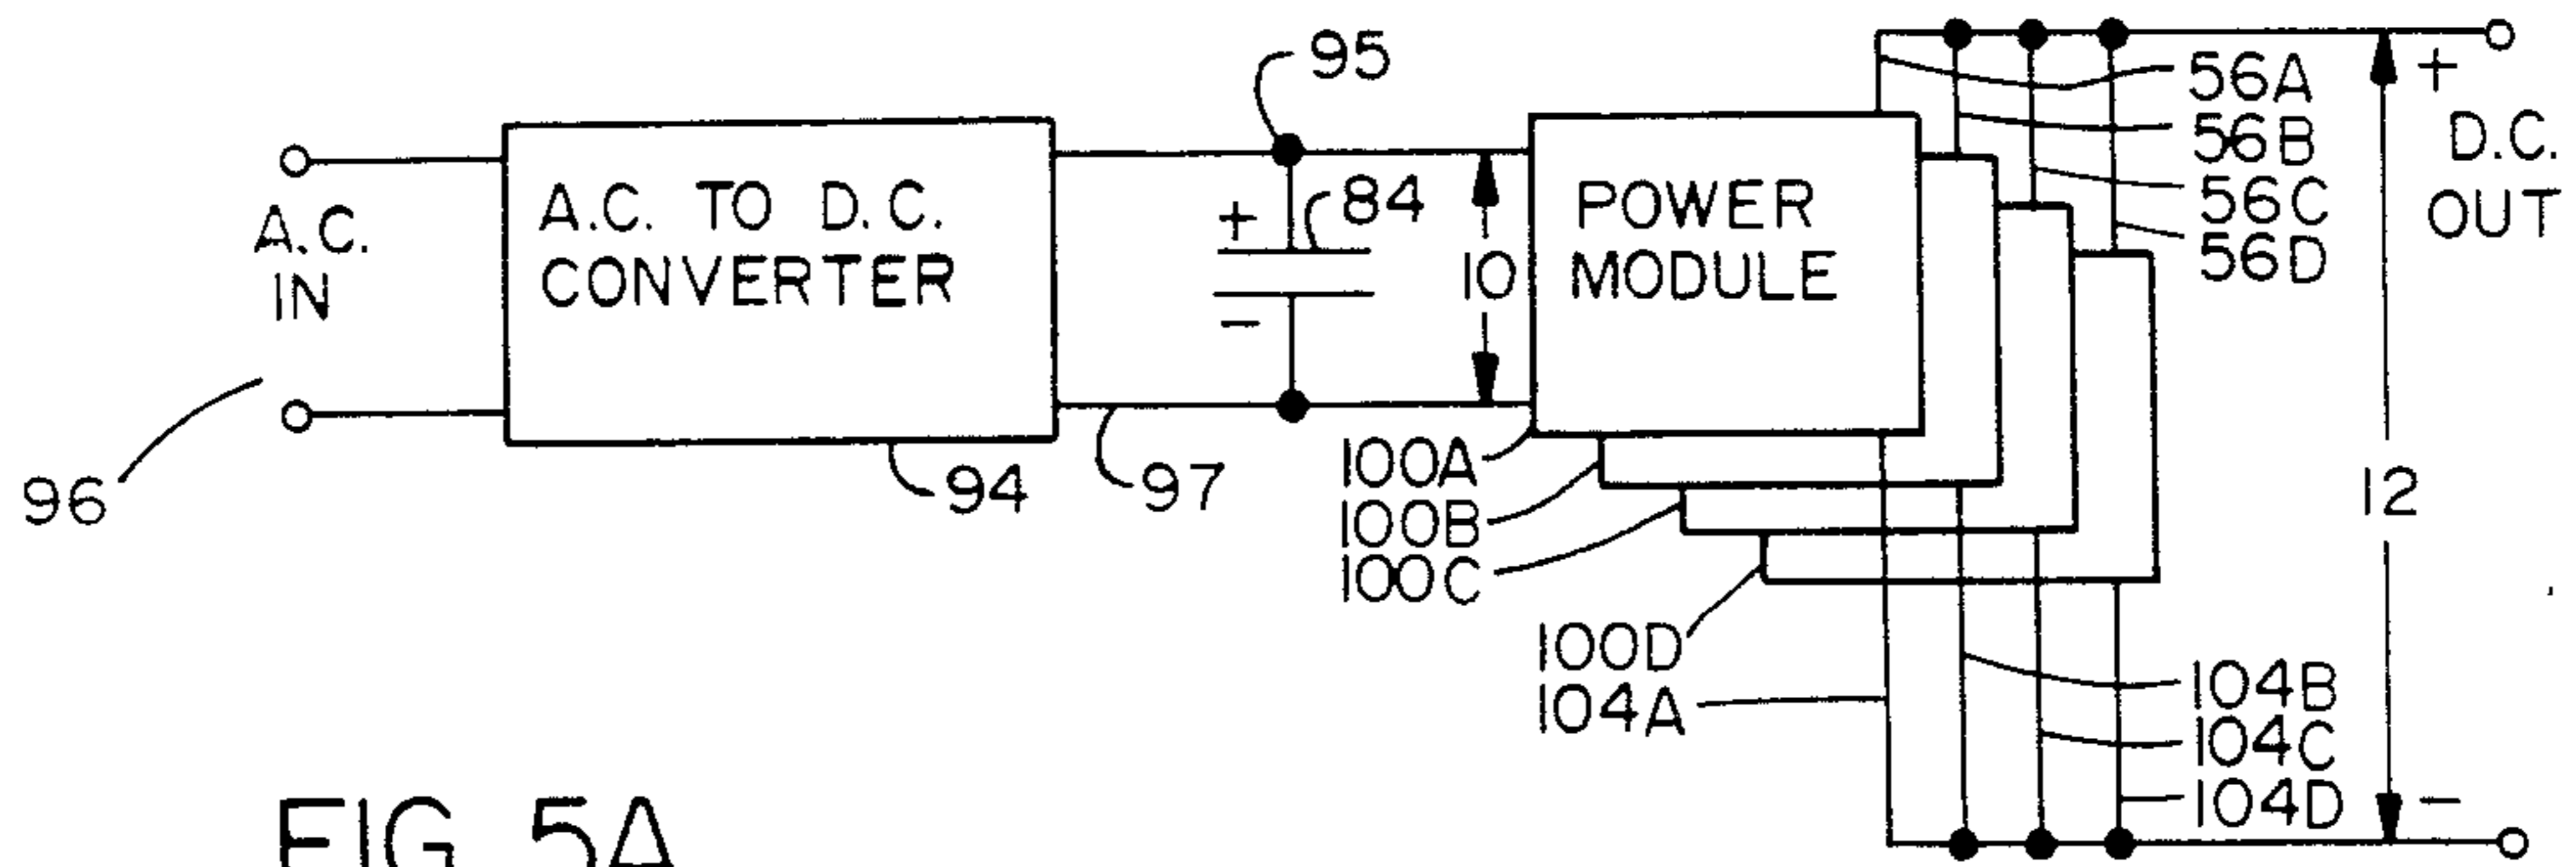 95
56A
+
56B
D.C.
A.C. TO D.C.
84
POWER
A.C.
+
56C
OUT
CONVERTER
10
MODULE
56D
IN
−
96
94
97
100A
12
100B
100C
100D
104A
104B
104C
104D
−
FIG. 5A